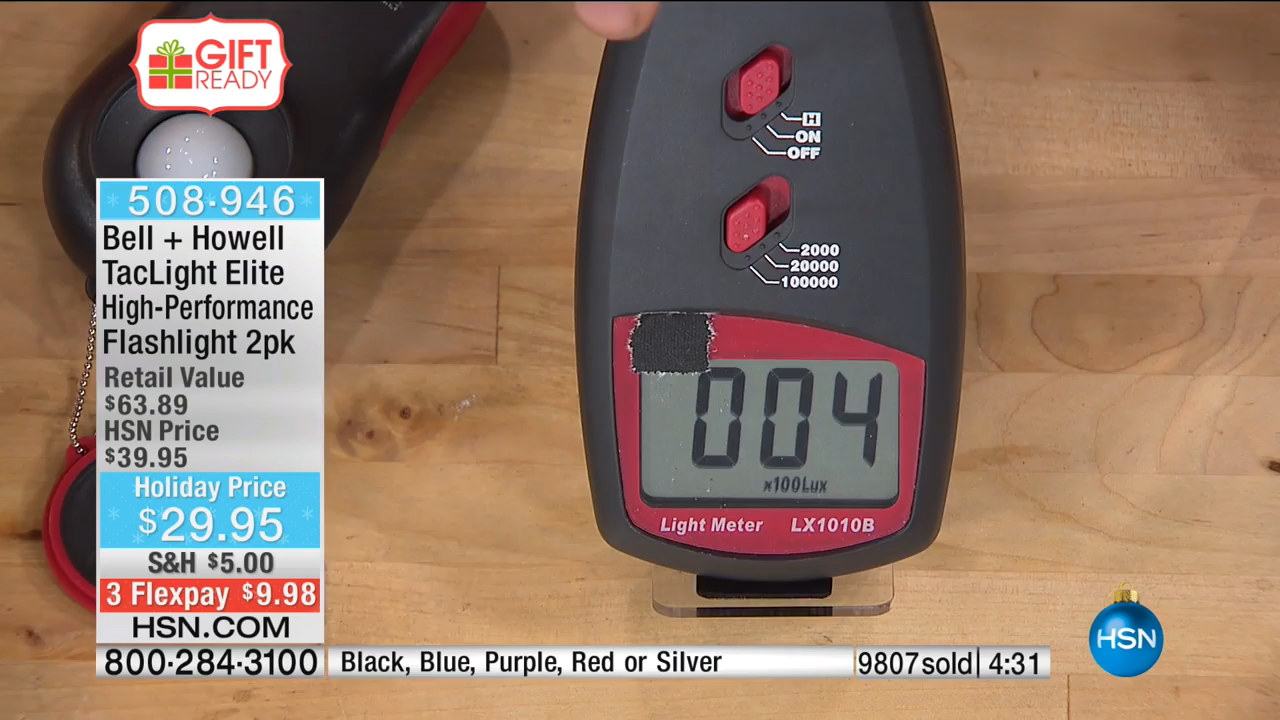 GIFT
READY
508-946
Bell + Howell
TacLight Elite
High-Performance
Flashlight 2pk
Retail Value
$63.89
HSN Price
$39.95
Holiday Price
$29.95
S&H $5.00
3 Flexpay $9.98
HSN.COM
800-284-3100
Black, Blue, Purple, Red or Silver
9807 sold
4:31
HSN
H
ON
OFF
2000
20000
100000
004
x100Lux
Light Meter LX1010B